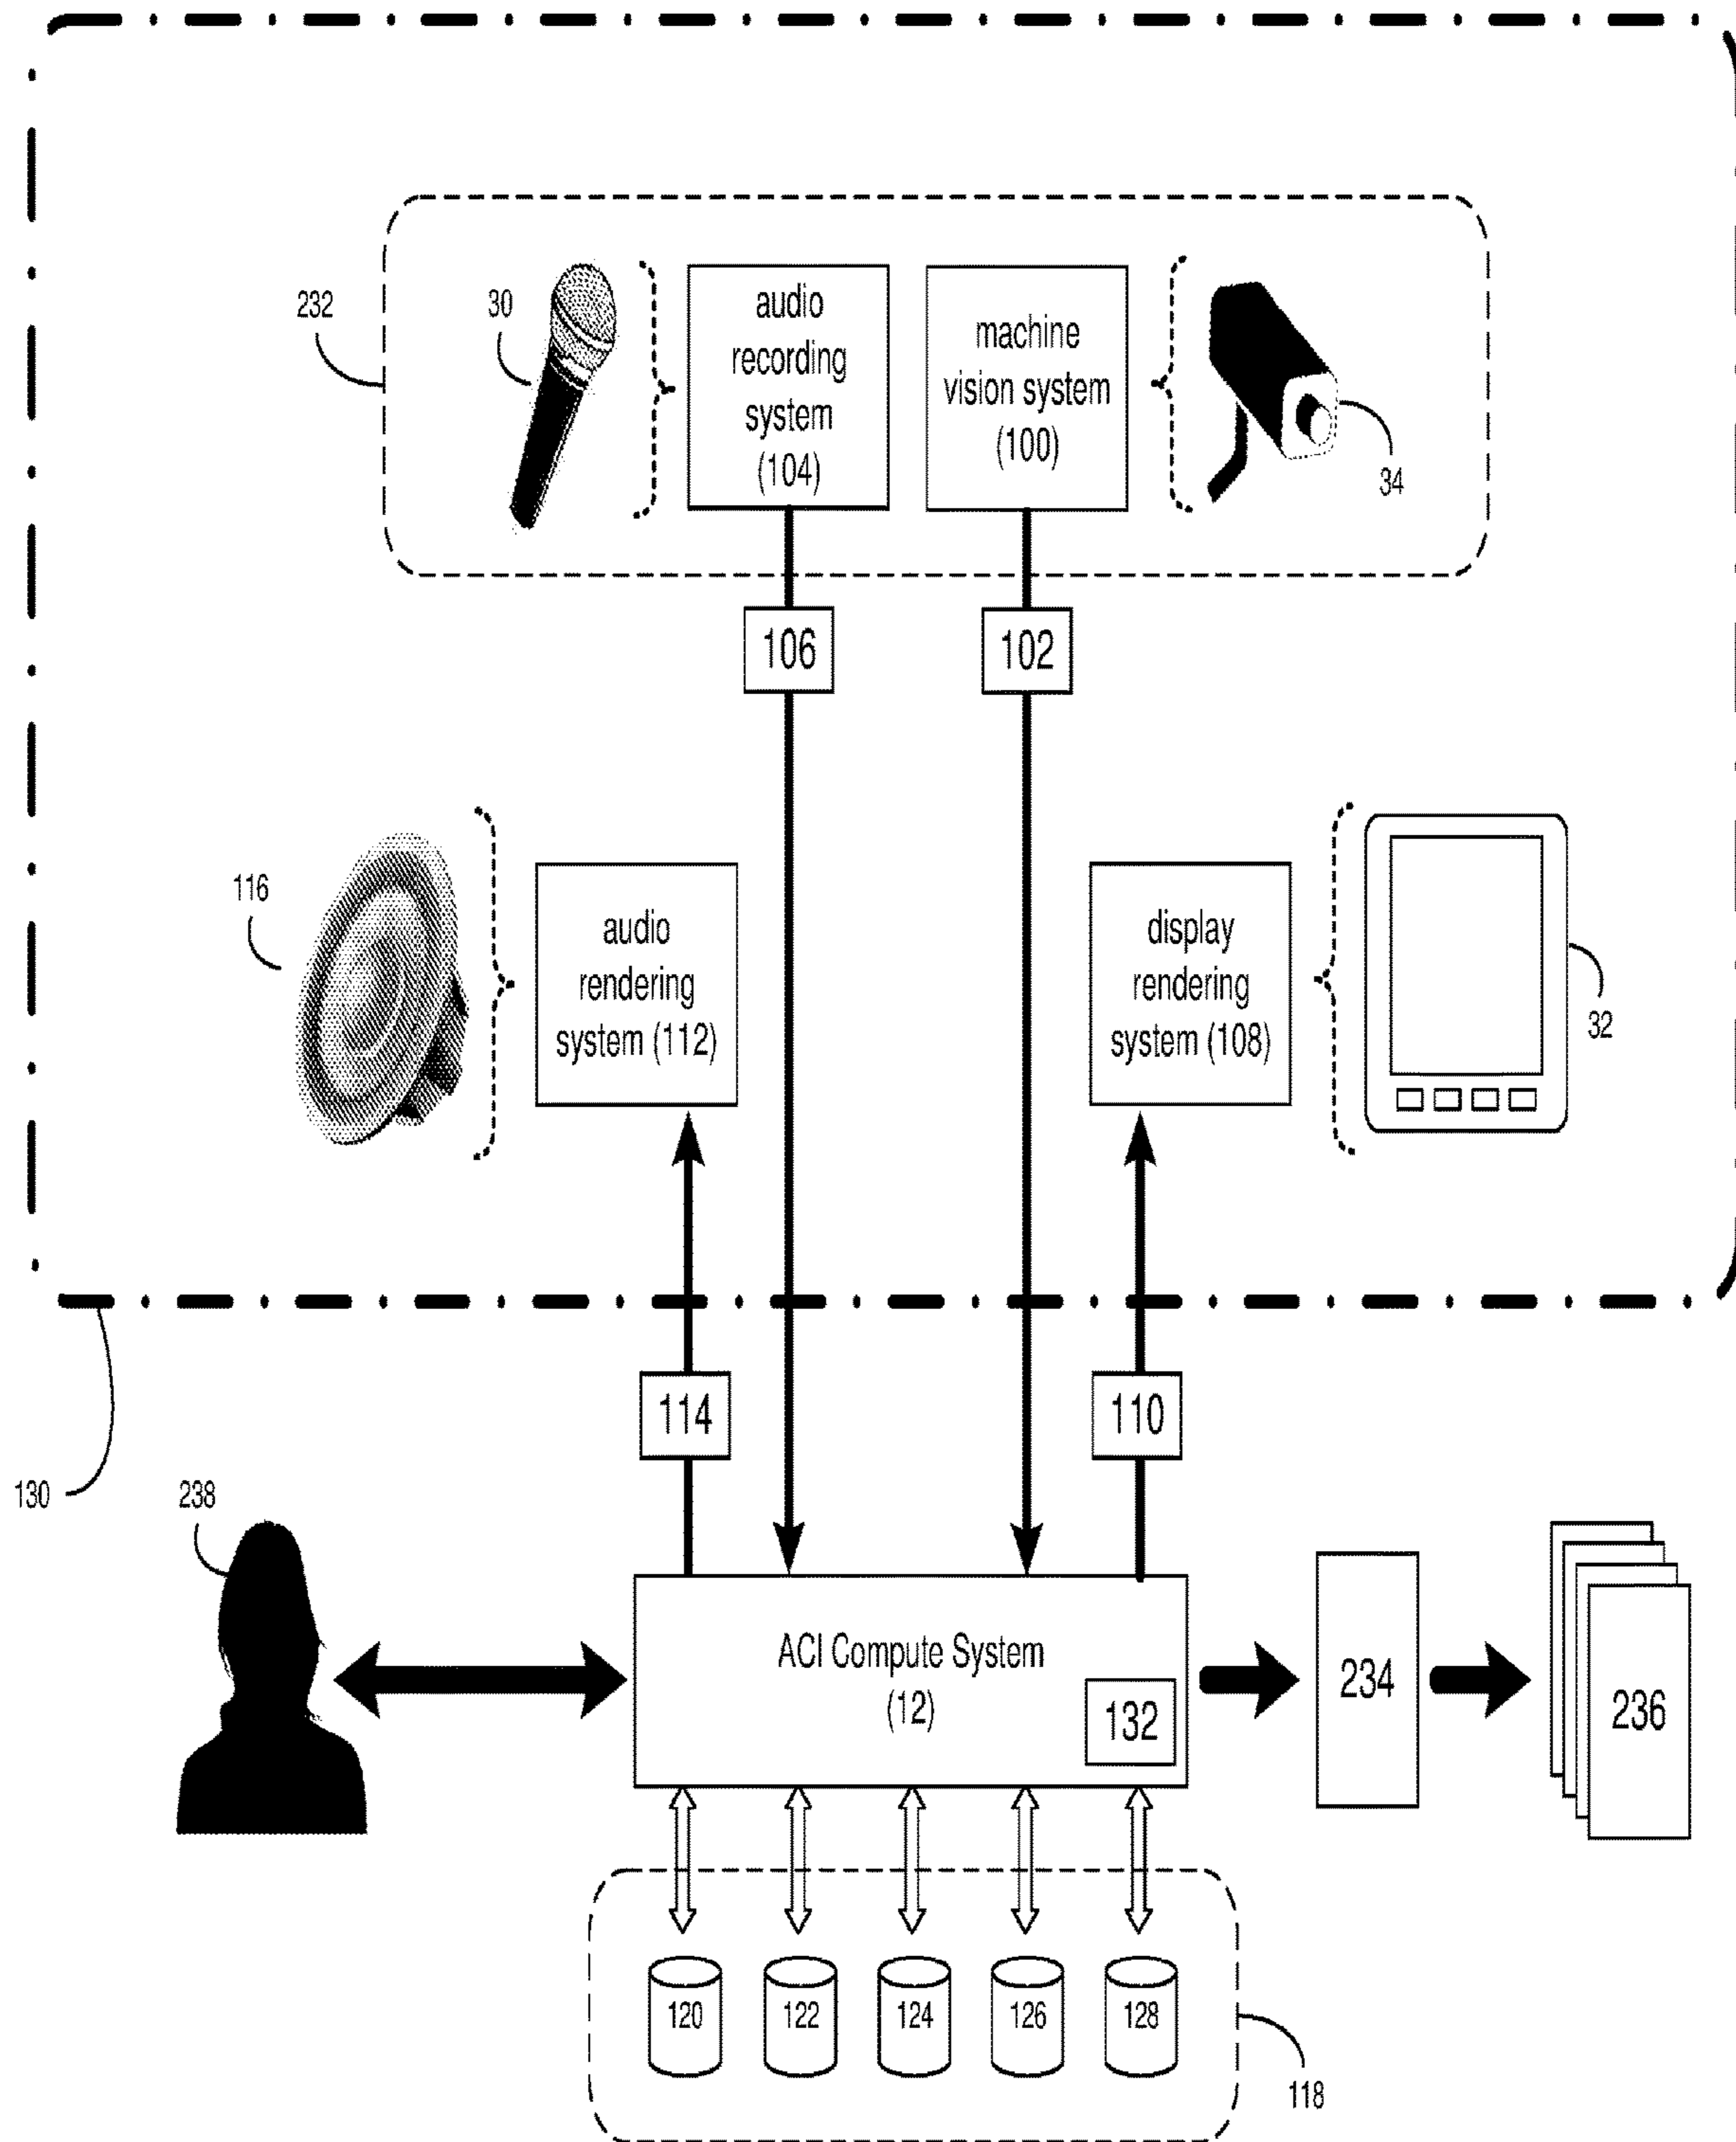 232
30
audio
recording
system
(104)
machine
vision system
(100)
34
106
102
116
audio
rendering
system (112)
display
rendering
system (108)
32
114
110
130
238
ACI Compute System
(12)
132
234
236
120
122
124
126
128
118